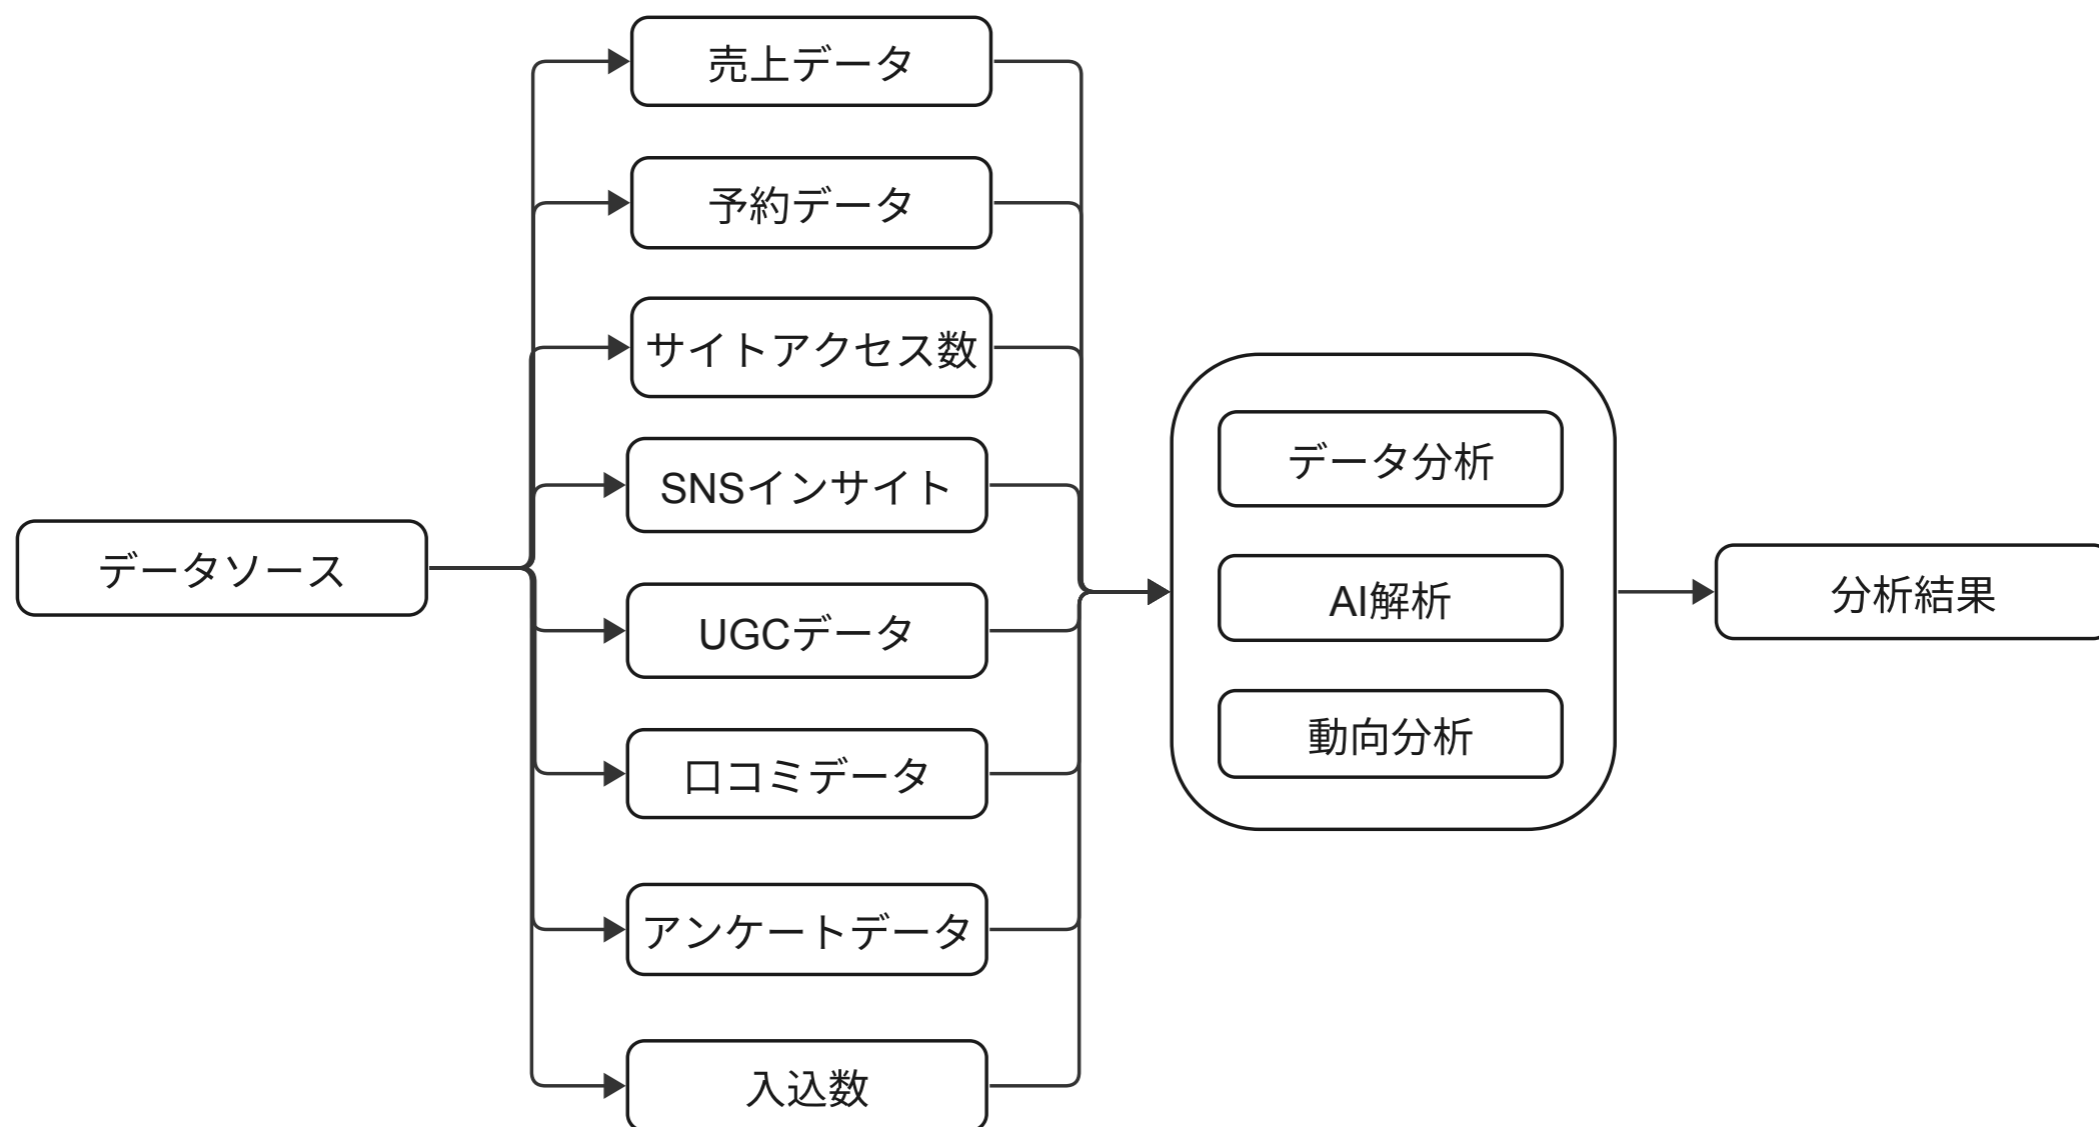 データソース
売上データ
予約データ
サイトアクセス数
SNSインサイト
UGCデータ
口コミデータ
アンケートデータ
入込数
データ分析
AI解析
動向分析
分析結果